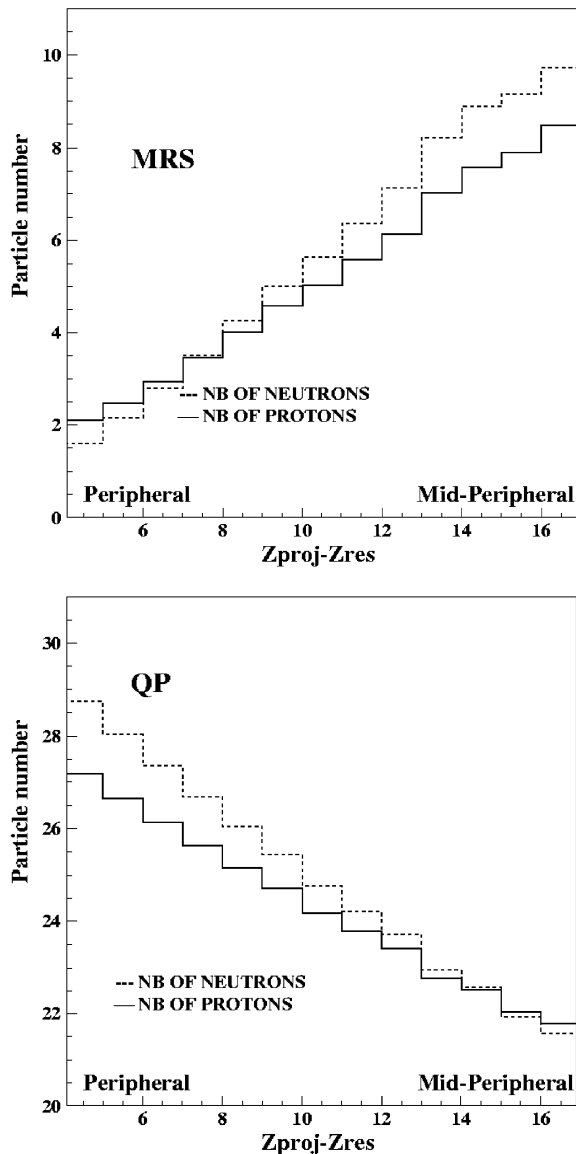 10
8
6
4
2
0
Particle number
MRS
NB OF NEUTRONS
NB OF PROTONS
Peripheral
Mid-Peripheral
6 8 10 12 14 16
Zproj-Zres
30
28
26
24
22
20
Particle number
QP
NB OF NEUTRONS
NB OF PROTONS
Peripheral
Mid-Peripheral
6 8 10 12 14 16
Zproj-Zres